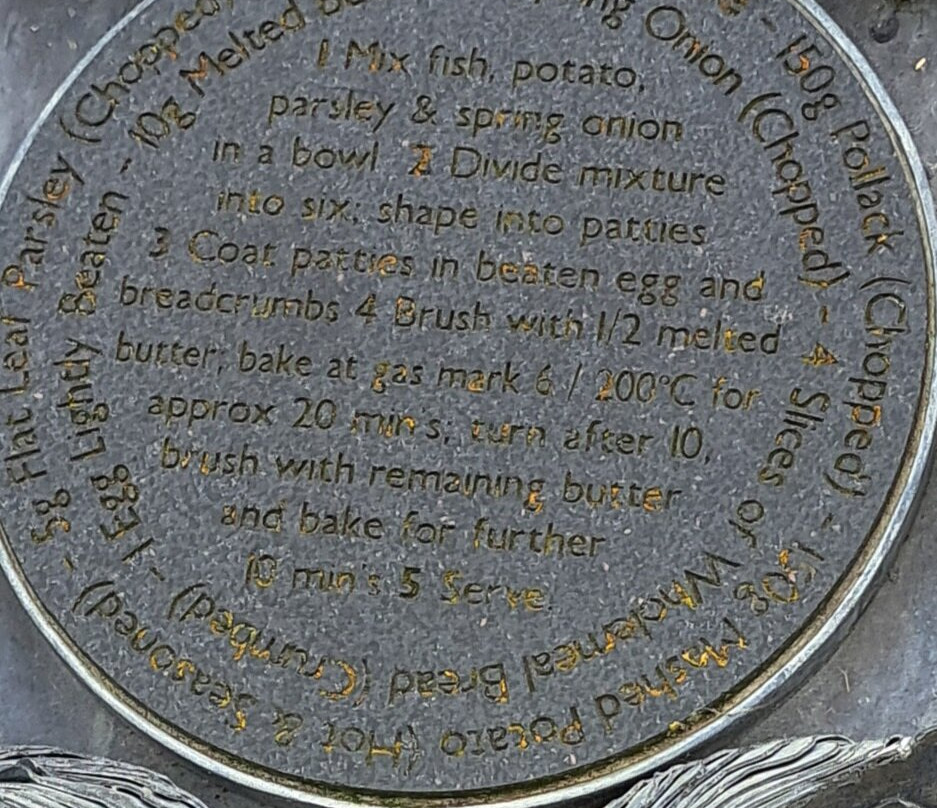 1 Mix fish, potato,
parsley & spring onion
in a bowl 2 Divide mixture
into six; shape into patties
3 Coat patties in beaten egg and
breadcrumbs 4 Brush with 1/2 melted
butter; bake at gas mark 6 / 200°C for
approx 20 min's; turn after 10,
brush with remaining butter
and bake for further
10 min's 5 Serve.
- 150g Pollack (Chopped) - 150g Mashed Potato (Hot & Seasoned) - 5g Flat Leaf Parsley (Chopped)
Onion (Chopped) - 4 Slices of Wholemeal Bread (Crumbed) - 1 Egg Lightly Beaten - 10g Melted